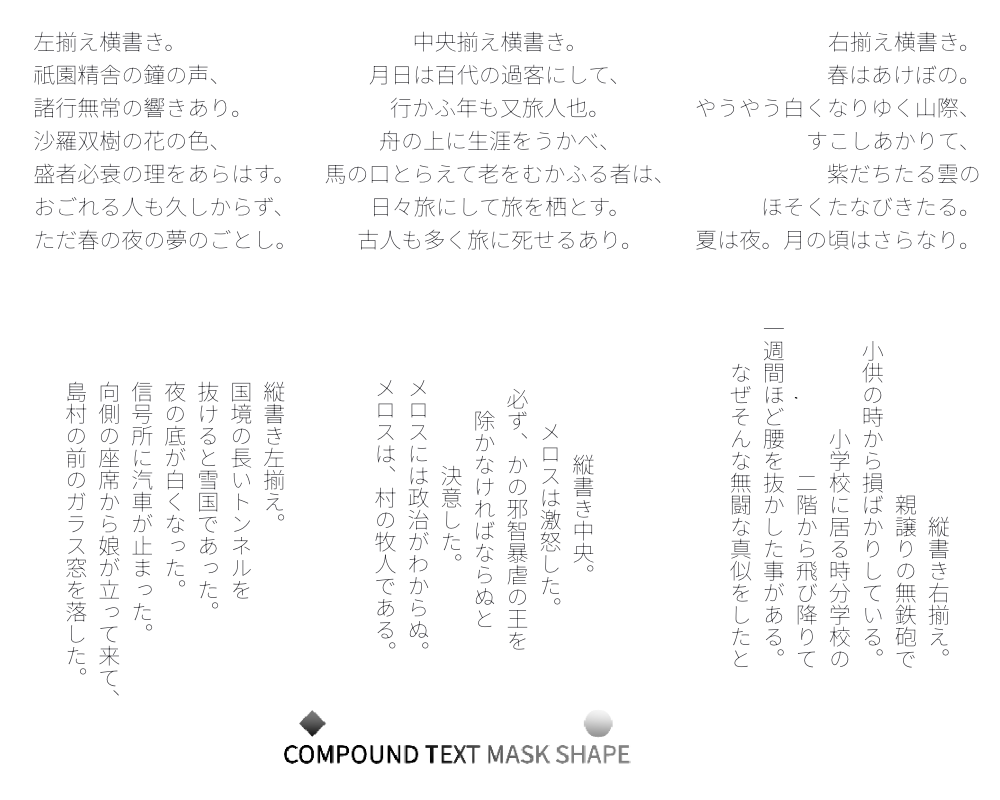 左揃え横書き。
祇園精舎の鐘の声、
諸行無常の響きあり。
沙羅双樹の花の色、
盛者必衰の理をあらはす。
おごれる人も久しからず、
ただ春の夜の夢のごとし。
中央揃え横書き。
月日は百代の過客にして、
行かふ年も又旅人也。
舟の上に生涯をうかべ、
馬の口とらえて老をむかふる者は、
日々旅にして旅を栖とす。
古人も多く旅に死せるあり。
右揃え横書き。
春はあけぼの。
やうやう白くなりゆく山際、
すこしあかりて、
紫だちたる雲の
ほそくたなびきたる。
夏は夜。月の頃はさらなり。
縦書き左揃え。
国境の長いトンネルを
抜けると雪国であった。
夜の底が白くなった。
信号所に汽車が止まった。
向側の座席から娘が立って来て、
島村の前のガラス窓を落した。
縦書き中央。
メロスは激怒した。
必ず、かの邪智暴虐の王を
除かなければならぬと
決意した。
メロスには政治がわからぬ。
メロスは、村の牧人である。
縦書き右揃え。
親譲りの無鉄砲で
小供の時から損ばかりしている。
小学校に居る時分学校の
二階から飛び降りて
一週間ほど腰を抜かした事がある。
なぜそんな無闇な真似をしたと
COMPOUND TEXT MASK SHAPE